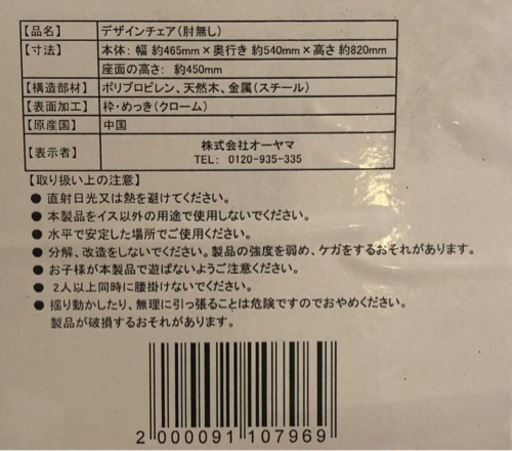 【品名】 デザインチェア(肘無し)
【寸法】 本体: 幅 約465mm×奥行き 約540mm×高さ 約820mm
座面の高さ: 約450mm
【構造部材】 ポリプロピレン、天然木、金属(スチール)
【表面加工】 枠・めっき(クローム)
【原産国】 中国
【表示者】 株式会社オーヤマ
TEL: 0120-935-335
【取り扱い上の注意】
● 直射日光又は熱を避けてください。
● 本製品をイス以外の用途で使用しないでください。
● 水平で安定した場所でご使用ください。
● 分解、改造をしないでください。製品の強度を弱め、ケガをするおそれがあります。
● お子様が本製品で遊ばないようご注意ください。
● 2人以上同時に腰掛けないでください。
● 揺り動かしたり、無理に引っ張ることは危険ですのでおやめください。
製品が破損するおそれがあります。
2 000091 107969